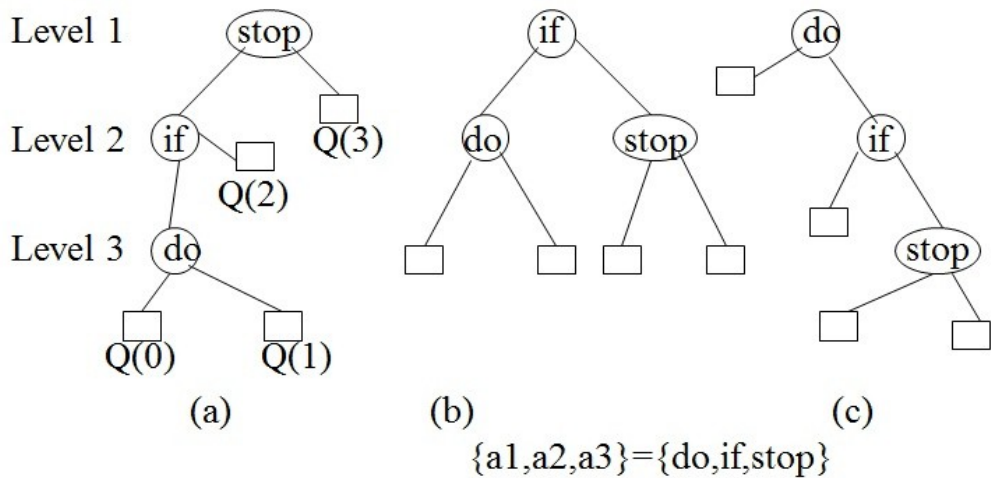 Level 1 stop if do
Level 2 if Q(2) Q(3) do stop if
Level 3 do stop
Q(0) Q(1)
(a) (b) (c)
{a1,a2,a3}={do,if,stop}